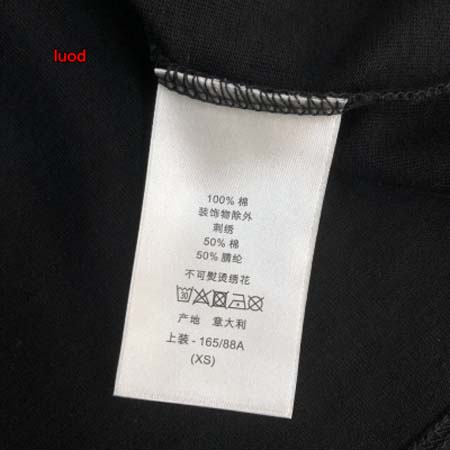 luod
100% 棉
装饰物除外
刺绣
50% 棉
50% 腈纶
不可熨烫绣花
30
产地 意大利
上装 - 165/88A
(XS)